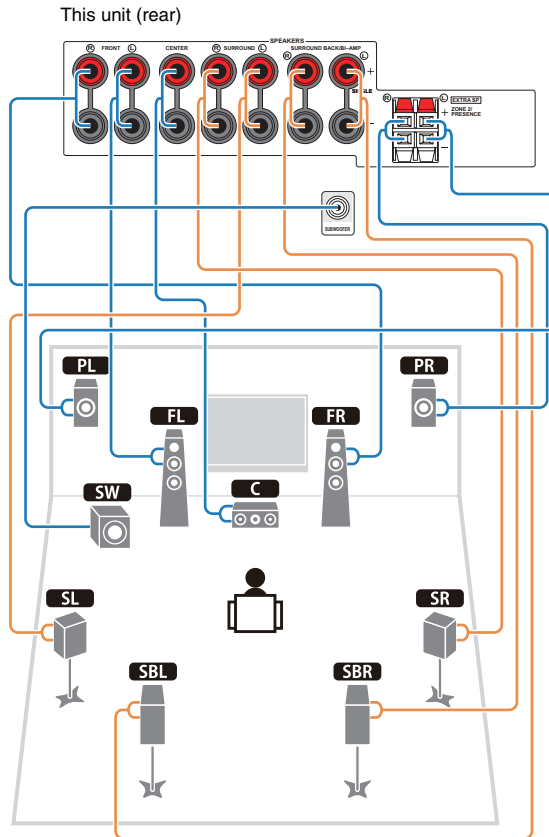 This unit (rear)
SPEAKERS
R FRONT L
CENTER
R SURROUND L
SURROUND BACK/BI-AMP
R L
+
SINGLE
-
R L EXTRA SP
+ ZONE 2/
PRESENCE
-
SUBWOOFER
PL
PR
FL
FR
SW
C
SL
SR
SBL
SBR